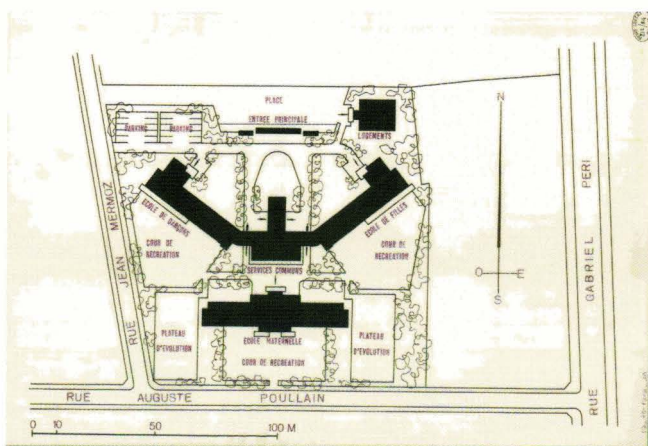 PLACE
ENTRÉE PRINCIPALE
PARKING PARKING
LOGEMENTS
N
RUE JEAN MERMOZ
ECOLE DE GARÇONS
COUR DE
RECREATION
ECOLE DE FILLES
COUR DE
RECREATION
SERVICES COMMUNS
O E
S
RUE GABRIEL PERI
PLATEAU
D'EVOLUTION
ECOLE MATERNELLE
COUR DE RECREATION
PLATEAU
D'EVOLUTION
RUE AUGUSTE POULLAIN
0 10 50 100 M